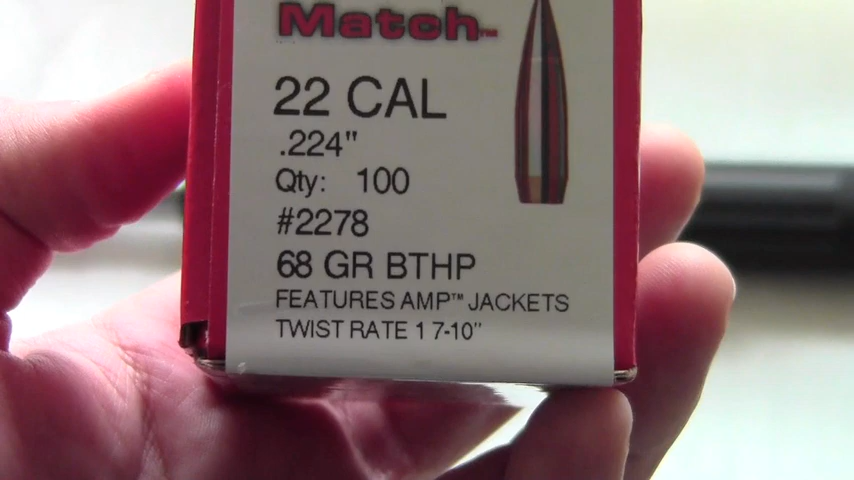 Match™
22 CAL
.224"
Qty: 100
#2278
68 GR BTHP
FEATURES AMP™ JACKETS
TWIST RATE 1 7-10"